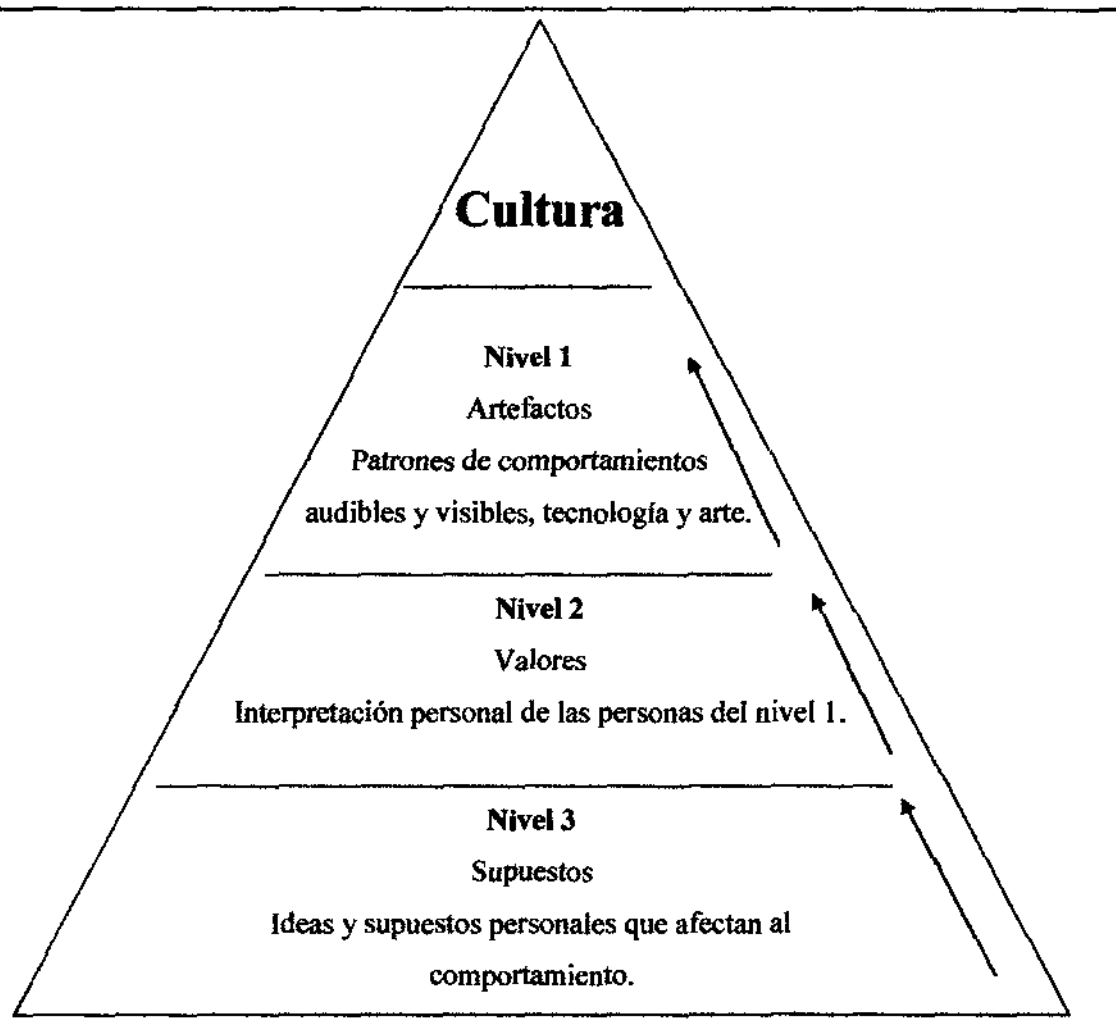 Cultura
Nivel 1
Artefactos
Patrones de comportamientos
audibles y visibles, tecnología y arte.
Nivel 2
Valores
Interpretación personal de las personas del nivel 1.
Nivel 3
Supuestos
Ideas y supuestos personales que afectan al
comportamiento.